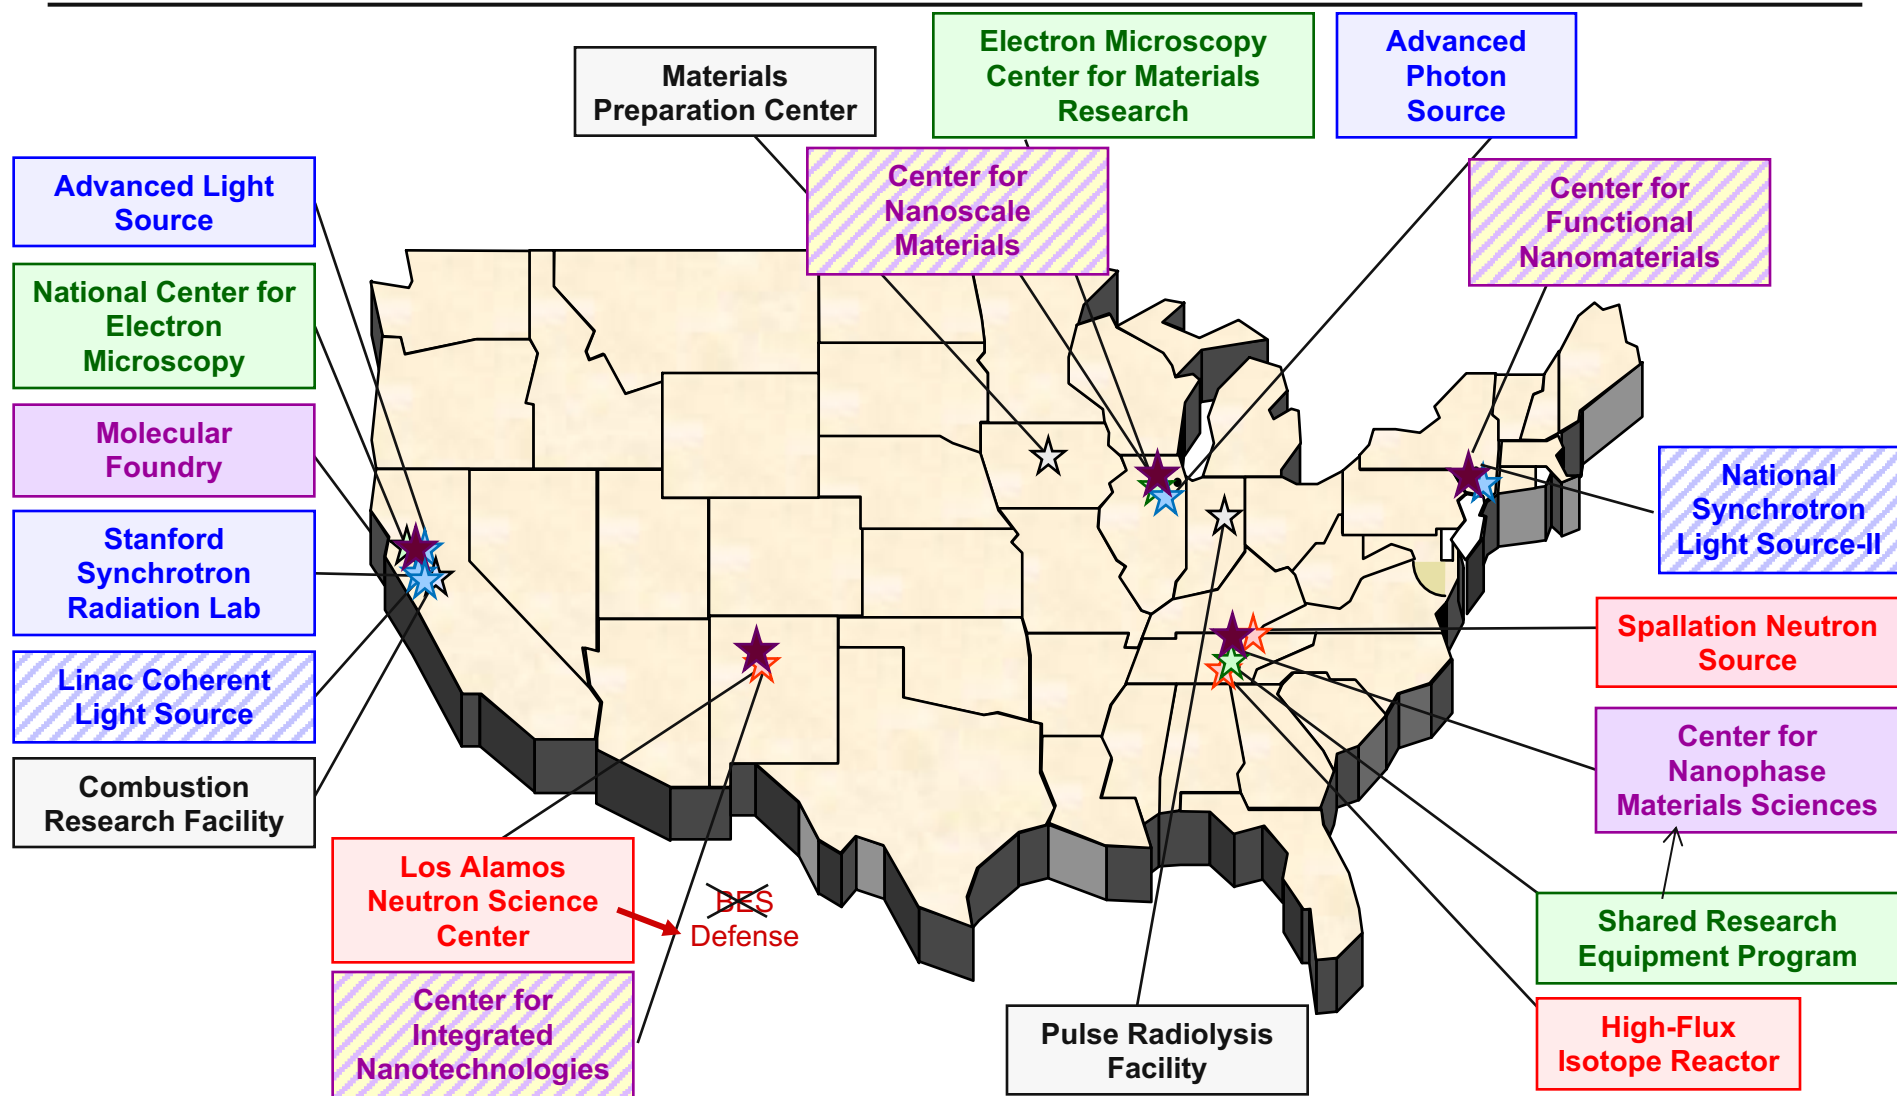 Materials
Preparation Center
Electron Microscopy
Center for Materials
Research
Advanced
Photon
Source
Advanced Light
Source
Center for
Nanoscale
Materials
Center for
Functional
Nanomaterials
National Center for
Electron
Microscopy
Molecular
Foundry
National
Synchrotron
Light Source-II
Stanford
Synchrotron
Radiation Lab
Spallation Neutron
Source
Linac Coherent
Light Source
Center for
Nanophase
Materials Sciences
Combustion
Research Facility
Los Alamos
Neutron Science
Center
BES
Defense
Shared Research
Equipment Program
Center for
Integrated
Nanotechnologies
Pulse Radiolysis
Facility
High-Flux
Isotope Reactor